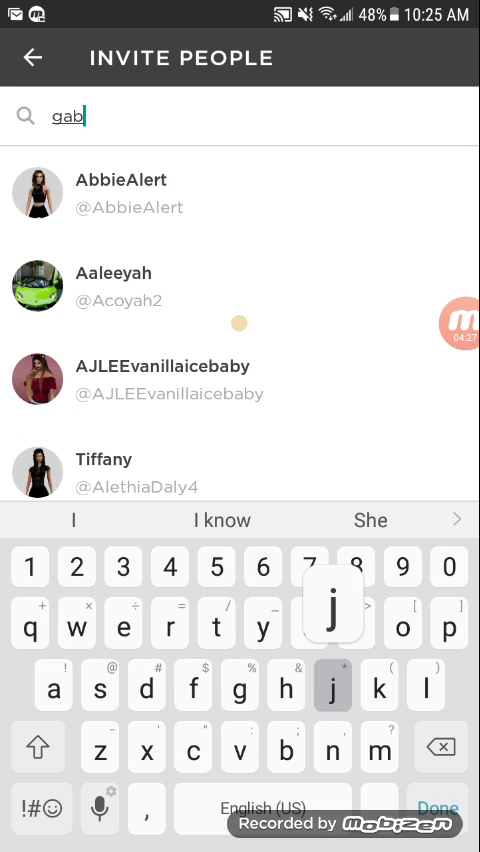 48% 10:25 AM
INVITE PEOPLE
gab
AbbieAlert
@AbbieAlert
Aaleeyah
@Acoyah2
AJLEEvanillaicebaby
@AJLEEvanillaicebaby
04:27
Tiffany
@AlethiaDaly4
I I know She
1 2 3 4 5 6 7 8 9 0
j
+ × ÷ = / _ > [ ]
q w e r t y o p
! @ # $ % & * ( )
a s d f g h j k l
- ' " : ; , ?
z x c v b n m
!#☺ , English (US) Done
Recorded by mobizen